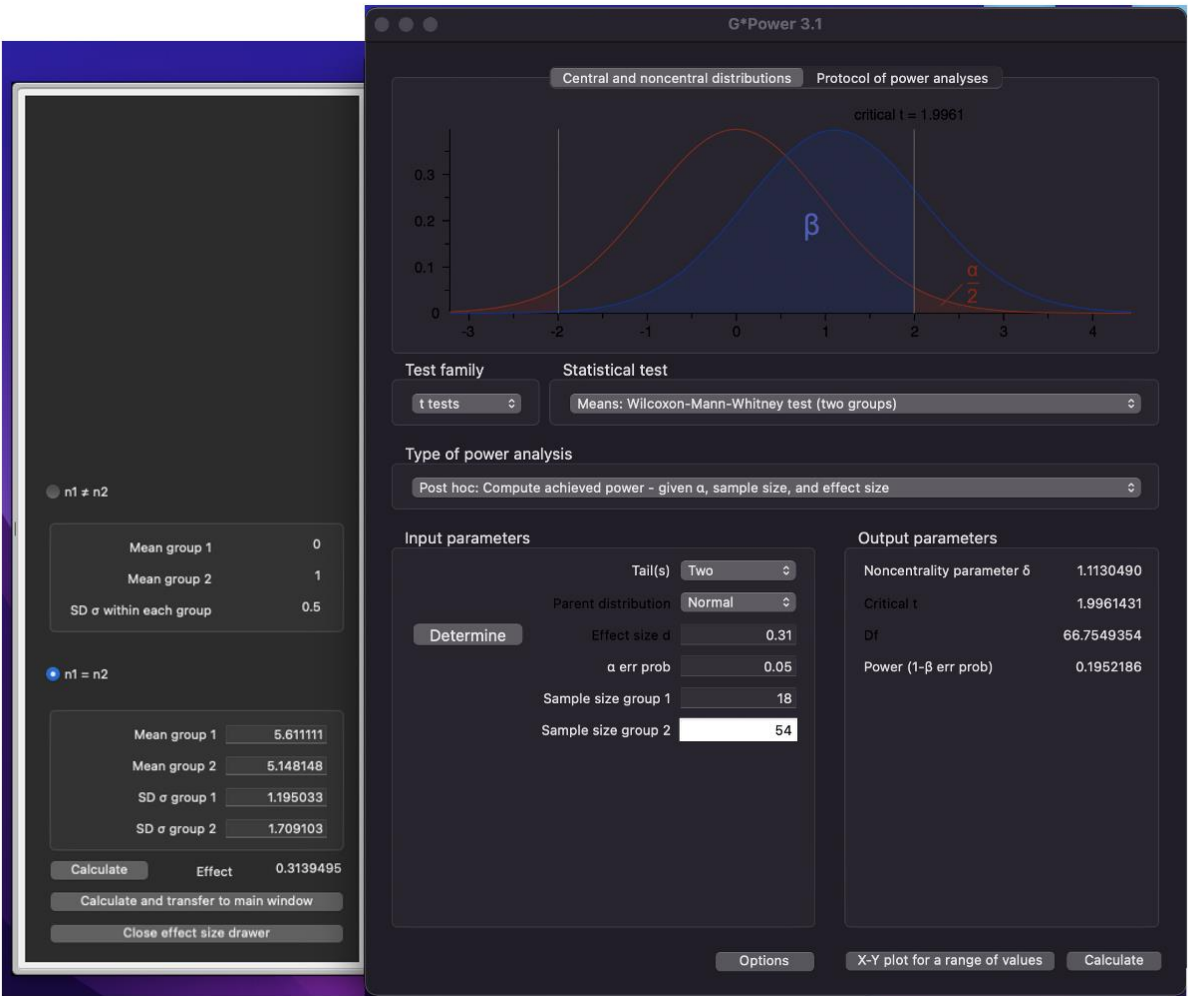 G*Power 3.1
Central and noncentral distributions Protocol of power analyses
critical t = 1.9961
0.3
0.2
0.1
0
-3 -2 -1 0 1 2 3 4
β
α
2
Test family Statistical test
t tests Means: Wilcoxon-Mann-Whitney test (two groups)
Type of power analysis
Post hoc: Compute achieved power - given α, sample size, and effect size
Input parameters
Tail(s) Two
Parent distribution Normal
Determine Effect size d 0.31
α err prob 0.05
Sample size group 1 18
Sample size group 2 54
Output parameters
Noncentrality parameter δ 1.1130490
Critical t 1.9961431
Df 66.7549354
Power (1-β err prob) 0.1952186
Options X-Y plot for a range of values Calculate
n1 ≠ n2
Mean group 1 0
Mean group 2 1
SD σ within each group 0.5
n1 = n2
Mean group 1 5.611111
Mean group 2 5.148148
SD σ group 1 1.195033
SD σ group 2 1.709103
Calculate Effect 0.3139495
Calculate and transfer to main window
Close effect size drawer